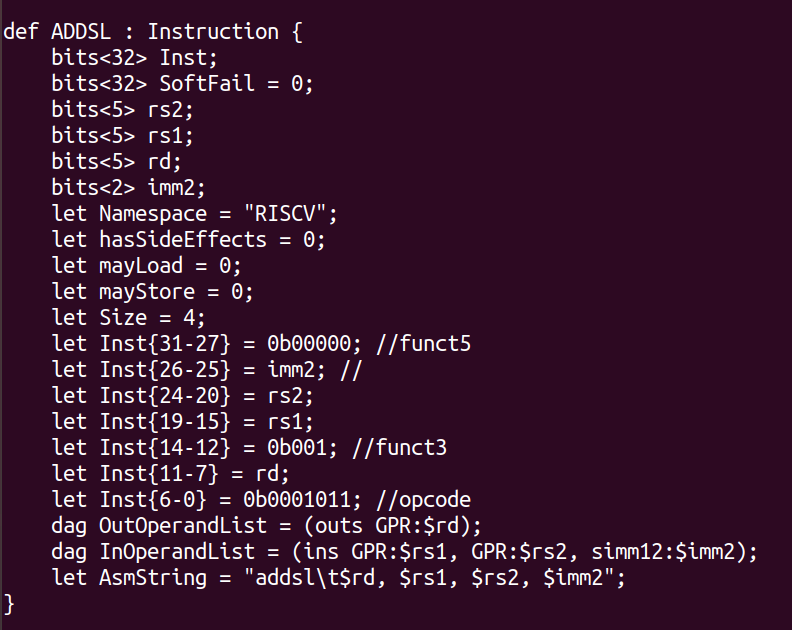 def ADDSL : Instruction {
    bits<32> Inst;
    bits<32> SoftFail = 0;
    bits<5> rs2;
    bits<5> rs1;
    bits<5> rd;
    bits<2> imm2;
    let Namespace = "RISCV";
    let hasSideEffects = 0;
    let mayLoad = 0;
    let mayStore = 0;
    let Size = 4;
    let Inst{31-27} = 0b00000; //funct5
    let Inst{26-25} = imm2; //
    let Inst{24-20} = rs2;
    let Inst{19-15} = rs1;
    let Inst{14-12} = 0b001; //funct3
    let Inst{11-7} = rd;
    let Inst{6-0} = 0b0001011; //opcode
    dag OutOperandList = (outs GPR:$rd);
    dag InOperandList = (ins GPR:$rs1, GPR:$rs2, simm12:$imm2);
    let AsmString = "addsl\t$rd, $rs1, $rs2, $imm2";
}